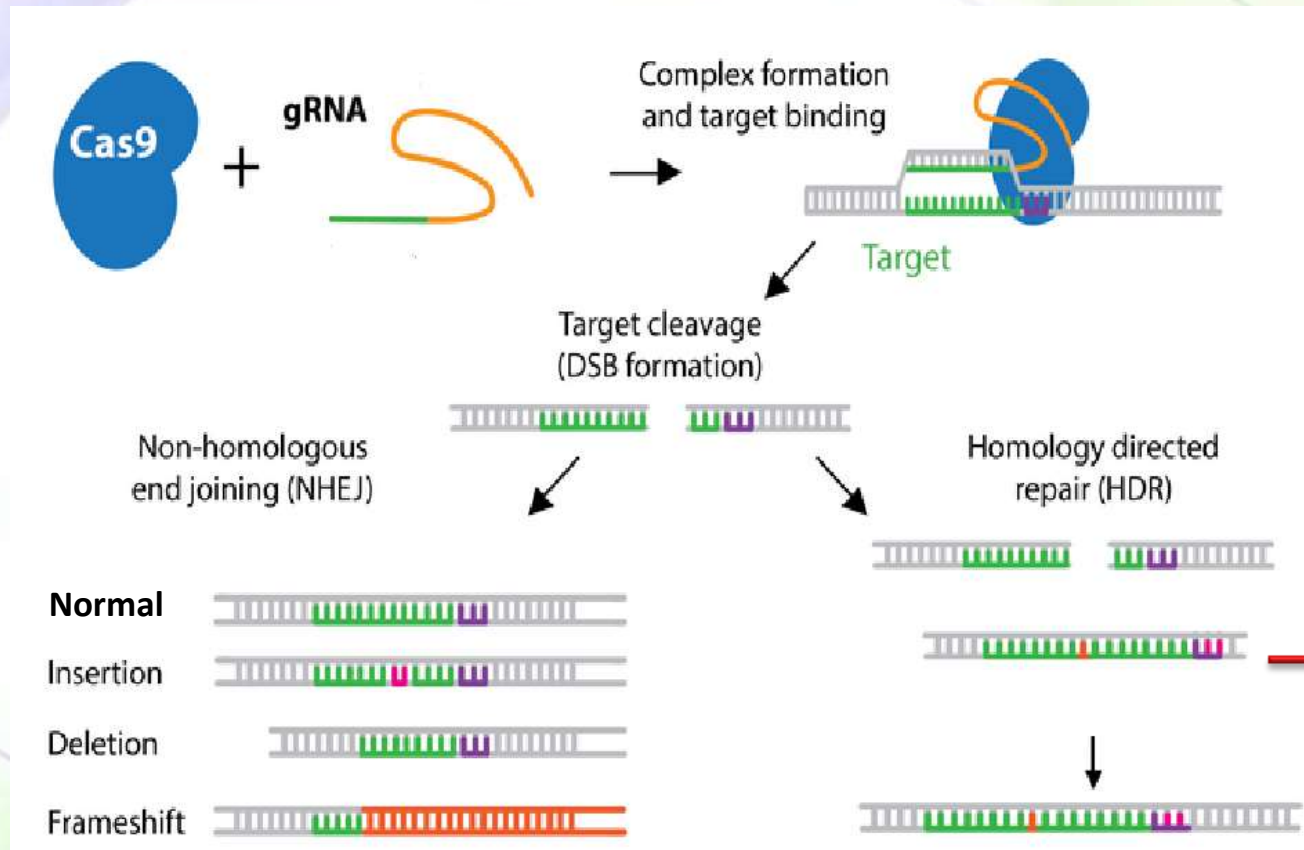 Cas9
+
gRNA
Complex formation
and target binding
Target
Target cleavage
(DSB formation)
Non-homologous
end joining (NHEJ)
Homology directed
repair (HDR)
Normal
Insertion
Deletion
Frameshift